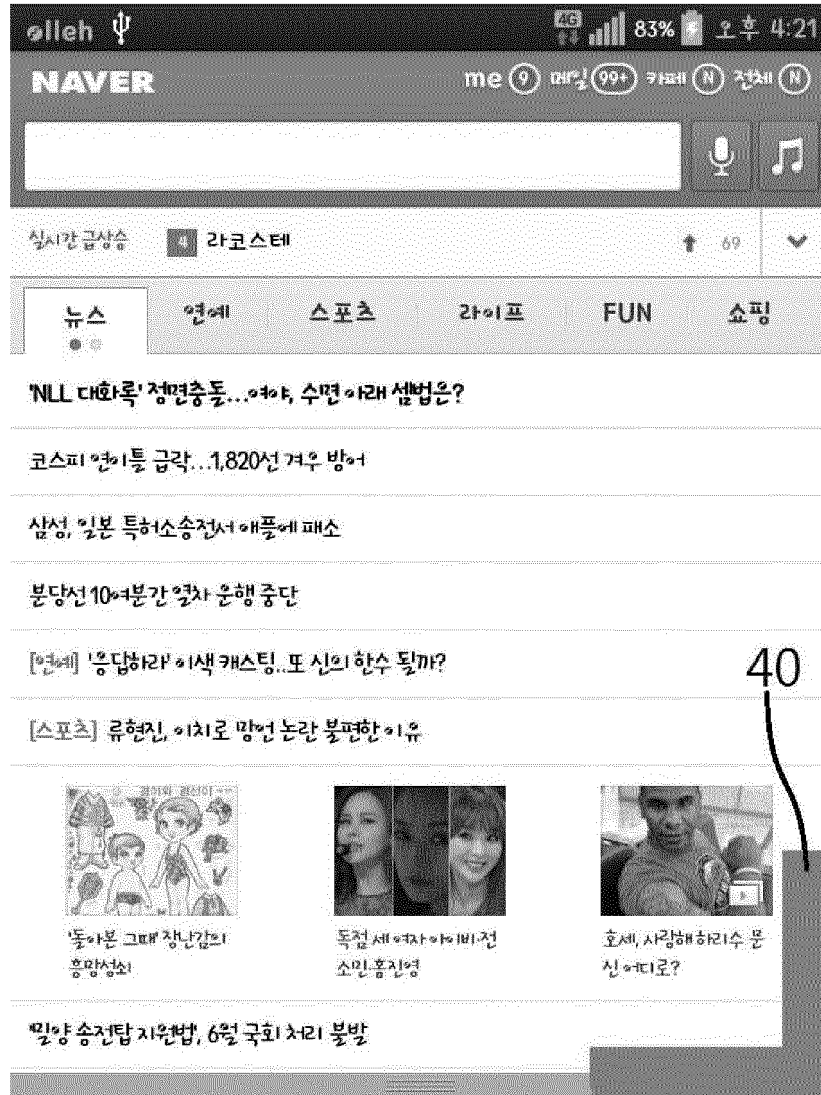 olleh 4G 83% 오후 4:21
NAVER me 9 메일 99+ 카페 N 전체 N
실시간 급상승 4 라코스테 69
뉴스 연예 스포츠 라이프 FUN 쇼핑
'NLL 대화록' 정면충돌...여야, 수면 아래 셈법은?
코스피 연이틀 급락...1,820선 겨우 방어
삼성, 일본 특허소송전서 애플에 패소
분당선 10여분간 열차 운행 중단
[연예] '응답하라' 이색 캐스팅..또 신의 한수 될까?
40
[스포츠] 류현진, 이치로 망언 논란 불편한 이유
'돌아본 그때' 장난감의
흥망성쇠
독점 세 여자 아이비·전
소민·홍진영
호세, 사랑해 하리수 문
신 어디로?
'밀양 송전탑 지원법', 6월 국회 처리 불발